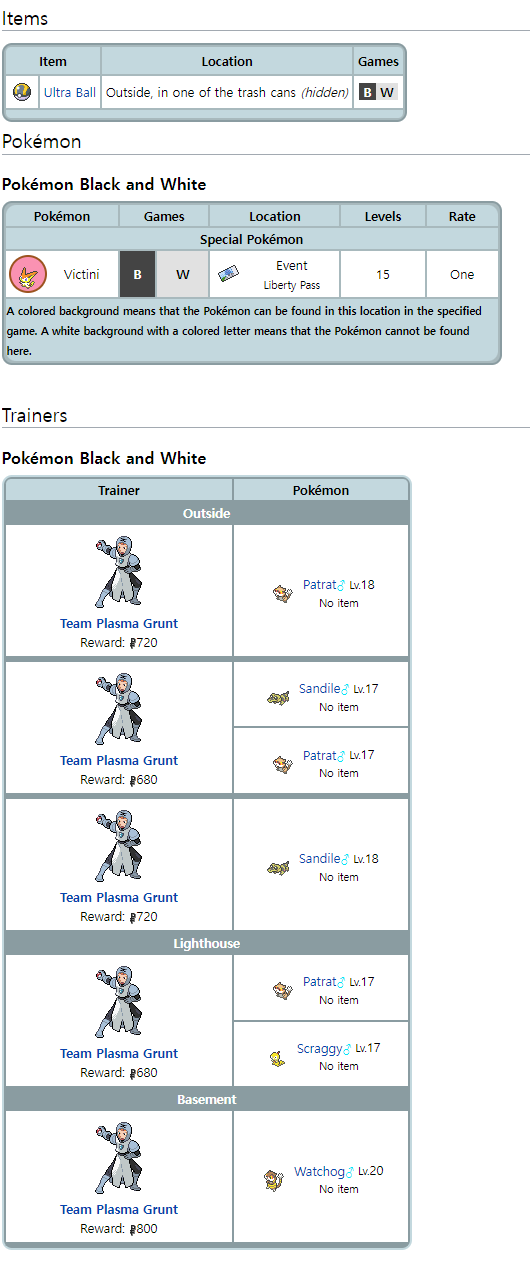 Items
Item Location Games
Ultra Ball Outside, in one of the trash cans (hidden) B W
Pokémon
Pokémon Black and White
Pokémon Games Location Levels Rate
Special Pokémon
Victini B W Event 15 One
Liberty Pass
A colored background means that the Pokémon can be found in this location in the specified
game. A white background with a colored letter means that the Pokémon cannot be found
here.
Trainers
Pokémon Black and White
Trainer Pokémon
Outside
Team Plasma Grunt
Reward: 720
Patrat♂ Lv.18
No item
Team Plasma Grunt
Reward: 680
Sandile♂ Lv.17
No item
Patrat♂ Lv.17
No item
Team Plasma Grunt
Reward: 720
Sandile♂ Lv.18
No item
Lighthouse
Team Plasma Grunt
Reward: 680
Patrat♂ Lv.17
No item
Scraggy♂ Lv.17
No item
Basement
Team Plasma Grunt
Reward: 800
Watchog♂ Lv.20
No item